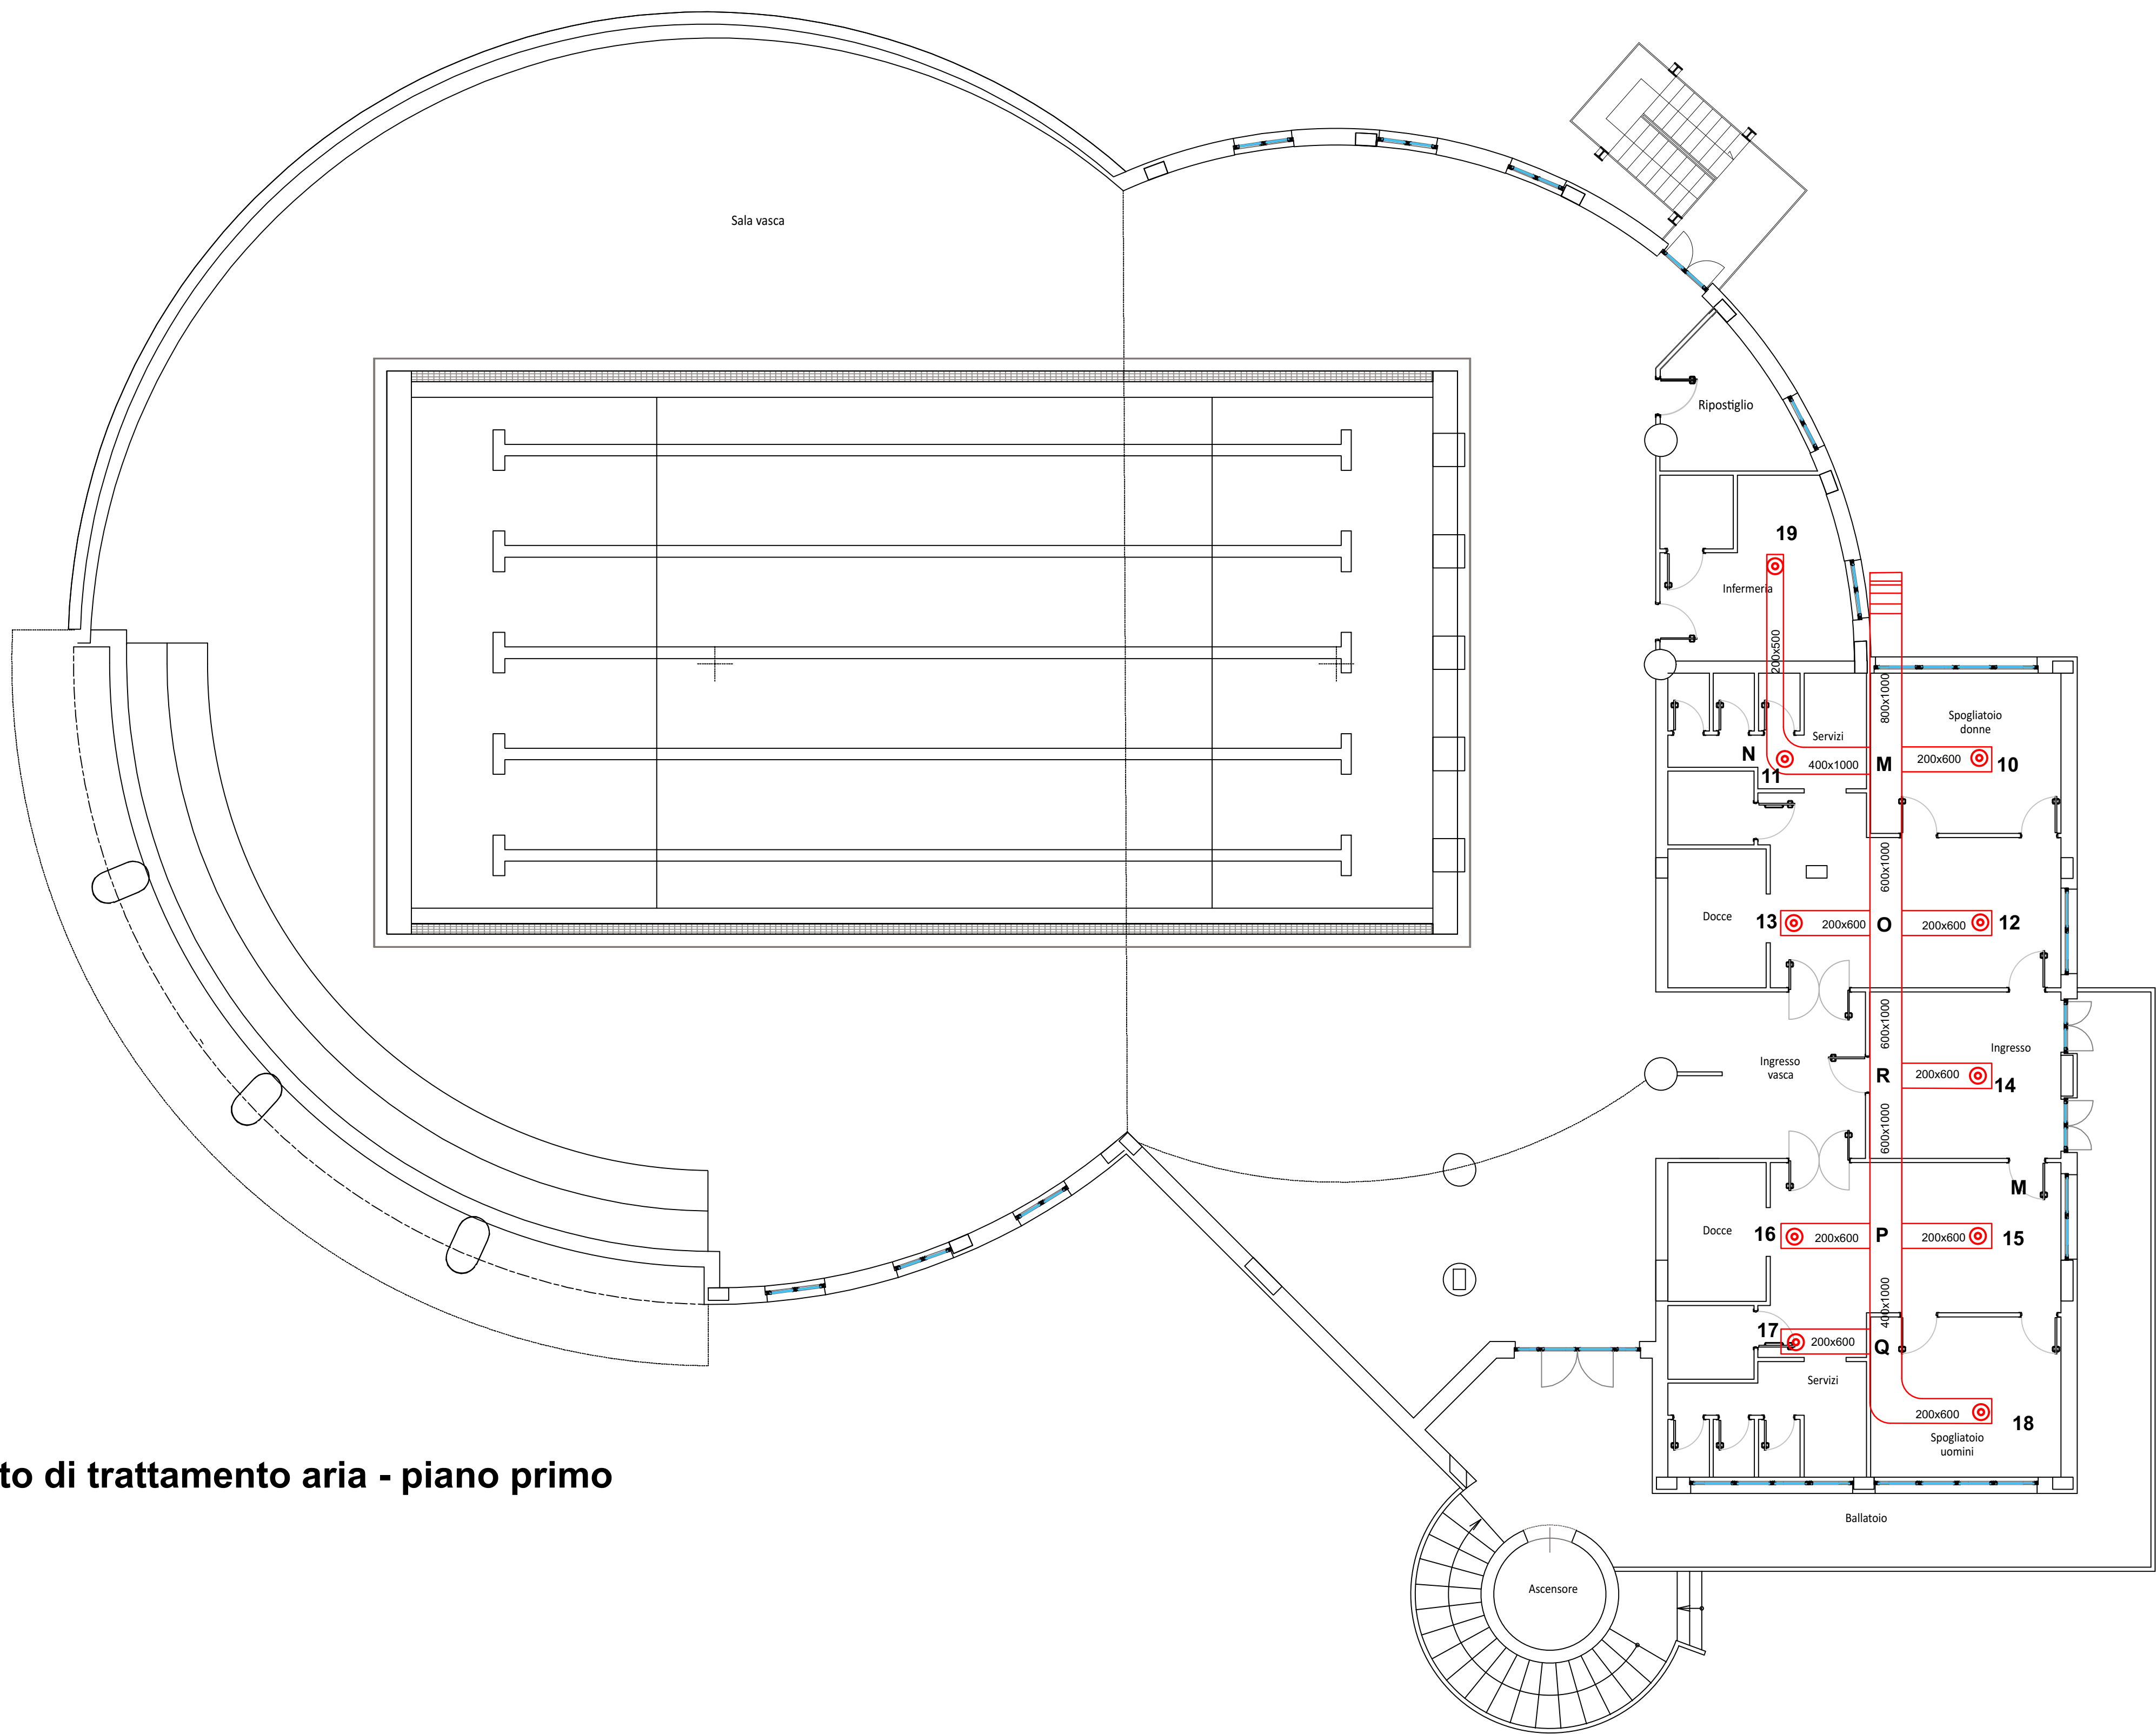 Sala vasca
Ripostiglio
19
Infermeria
200x500
800x1000
Spogliatoio
donne
Servizi
N
11
400x1000
M
200x600
10
600x1000
Docce
13
200x600
O
200x600
12
600x1000
Ingresso
vasca
Ingresso
R
200x600
14
600x1000
M
Docce
16
200x600
P
200x600
15
400x1000
17
200x600
Q
Servizi
200x600
18
Spogliatoio
uomini
to di trattamento aria - piano primo
Ballatoio
Ascensore